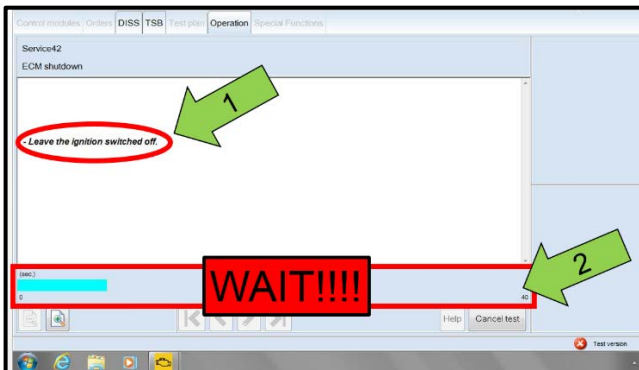 Control modules Orders DISS TSB Test plan Operation Special Functions
Service42
ECM shutdown
1
- Leave the ignition switched off.
2
(sec.)
WAIT!!!!
0 40
Help Cancel test
Test version